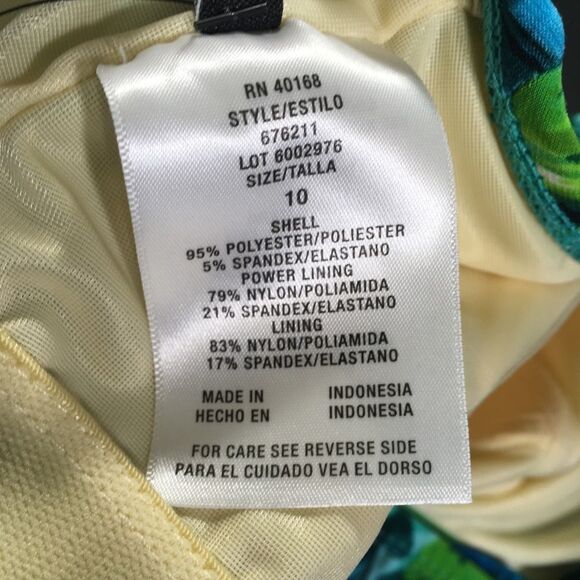 RN 40168
STYLE/ESTILO
676211
LOT 6002976
SIZE/TALLA
10
SHELL
95% POLYESTER/POLIESTER
5% SPANDEX/ELASTANO
POWER LINING
79% NYLON/POLIAMIDA
21% SPANDEX/ELASTANO
LINING
83% NYLON/POLIAMIDA
17% SPANDEX/ELASTANO
MADE IN INDONESIA
HECHO EN INDONESIA
FOR CARE SEE REVERSE SIDE
PARA EL CUIDADO VEA EL DORSO